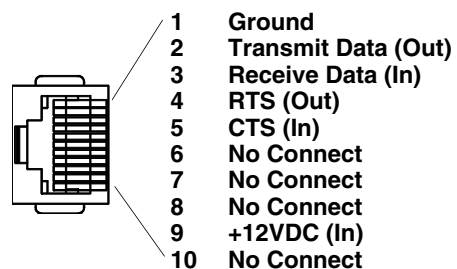 1 Ground
2 Transmit Data (Out)
3 Receive Data (In)
4 RTS (Out)
5 CTS (In)
6 No Connect
7 No Connect
8 No Connect
9 +12VDC (In)
10 No Connect